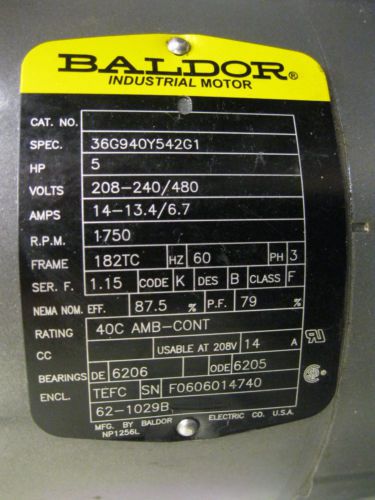 BALDOR®
INDUSTRIAL MOTOR
CAT. NO.
SPEC. 36G940Y542G1
HP 5
VOLTS 208-240/480
AMPS 14-13.4/6.7
R.P.M. 1750
FRAME 182TC HZ 60 PH 3
SER. F. 1.15 CODE K DES B CLASS F
NEMA NOM. EFF. 87.5 % P.F. 79 %
RATING 40C AMB-CONT
CC USABLE AT 208V 14 A
BEARINGS DE 6206 ODE 6205
ENCL. TEFC SN F0606014740
62-1029B
MFG. BY BALDOR ELECTRIC CO. U.S.A.
NP1256L